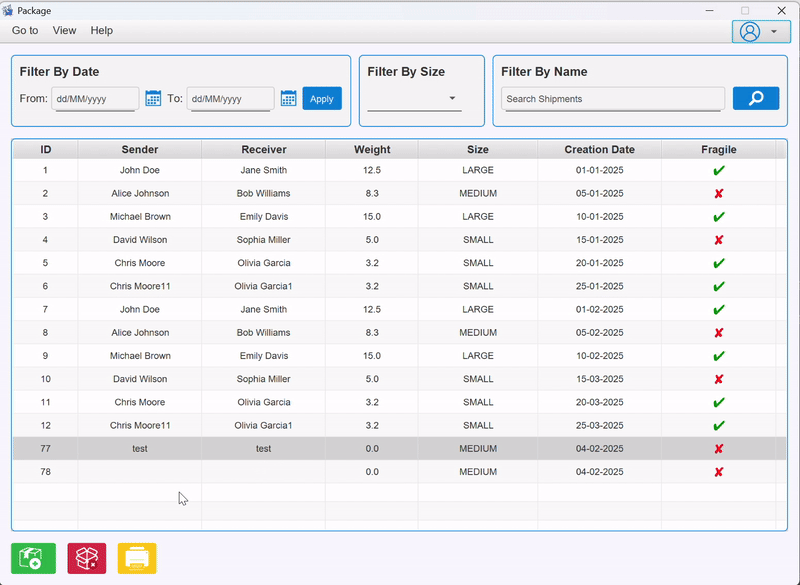 Package
Go to View Help
Filter By Date
From: dd/MM/yyyy To: dd/MM/yyyy Apply
Filter By Size
Filter By Name
Search Shipments
ID Sender Receiver Weight Size Creation Date Fragile
1 John Doe Jane Smith 12.5 LARGE 01-01-2025
2 Alice Johnson Bob Williams 8.3 MEDIUM 05-01-2025
3 Michael Brown Emily Davis 15.0 LARGE 10-01-2025
4 David Wilson Sophia Miller 5.0 SMALL 15-01-2025
5 Chris Moore Olivia Garcia 3.2 SMALL 20-01-2025
6 Chris Moore11 Olivia Garcia1 3.2 SMALL 25-01-2025
7 John Doe Jane Smith 12.5 LARGE 01-02-2025
8 Alice Johnson Bob Williams 8.3 MEDIUM 05-02-2025
9 Michael Brown Emily Davis 15.0 LARGE 10-02-2025
10 David Wilson Sophia Miller 5.0 SMALL 15-03-2025
11 Chris Moore Olivia Garcia 3.2 SMALL 20-03-2025
12 Chris Moore11 Olivia Garcia1 3.2 SMALL 25-03-2025
77 test test 0.0 MEDIUM 04-02-2025
78 0.0 MEDIUM 04-02-2025